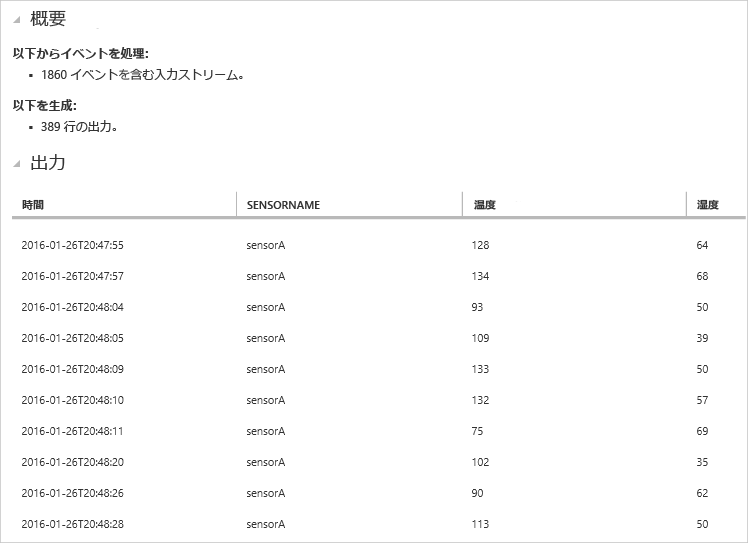 概要
以下からイベントを処理:
▪ 1860 イベントを含む入力ストリーム。
以下を生成:
▪ 389 行の出力。
出力
時間 SENSORNAME 温度 湿度
2016-01-26T20:47:55 sensorA 128 64
2016-01-26T20:47:57 sensorA 134 68
2016-01-26T20:48:04 sensorA 93 50
2016-01-26T20:48:05 sensorA 109 39
2016-01-26T20:48:09 sensorA 133 50
2016-01-26T20:48:10 sensorA 132 57
2016-01-26T20:48:11 sensorA 75 69
2016-01-26T20:48:20 sensorA 102 35
2016-01-26T20:48:26 sensorA 90 62
2016-01-26T20:48:28 sensorA 113 50